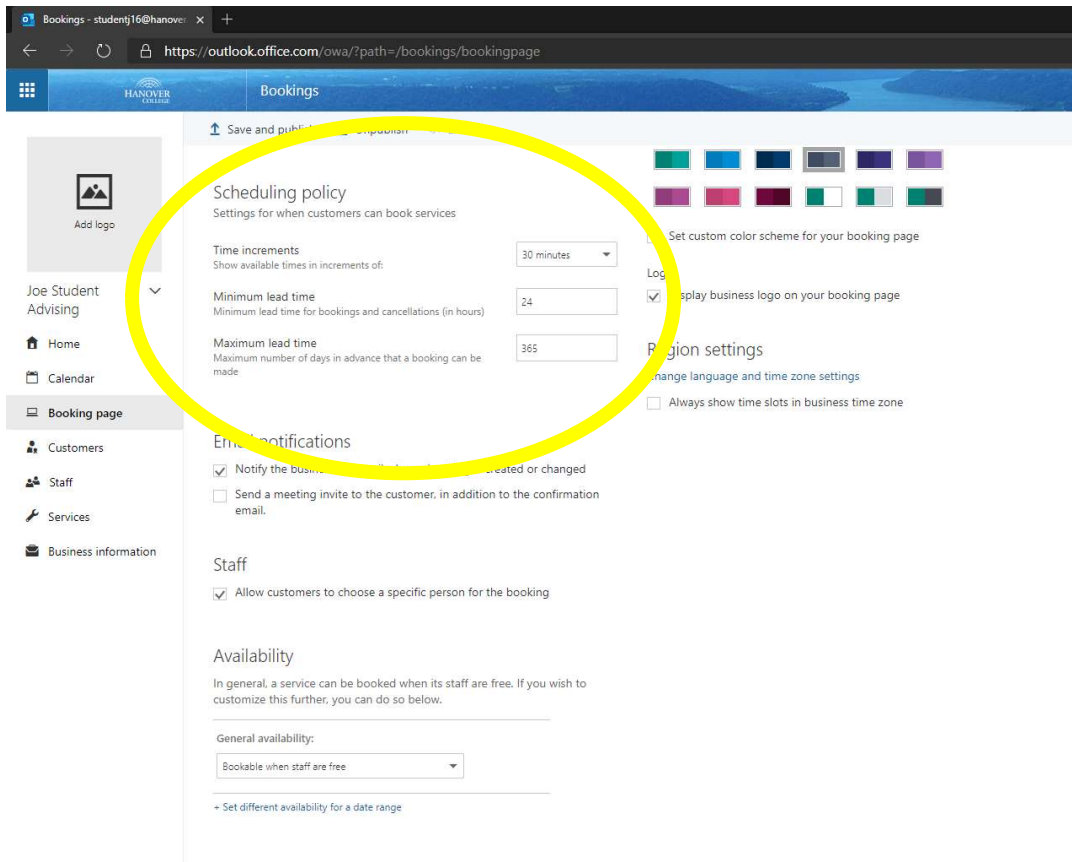 Bookings - studentj16@hanover
https://outlook.office.com/owa/?path=/bookings/bookingpage
HANOVER
COLLEGE
Bookings
Save and publish
Unpublish
Add logo
Joe Student
Advising
Home
Calendar
Booking page
Customers
Staff
Services
Business information
Scheduling policy
Settings for when customers can book services
Time increments
Show available times in increments of:
30 minutes
Minimum lead time
Minimum lead time for bookings and cancellations (in hours)
24
Maximum lead time
Maximum number of days in advance that a booking can be
made
365
Email notifications
Notify the created or changed
Send a meeting invite to the customer, in addition to the confirmation
email.
Staff
Allow customers to choose a specific person for the booking
Availability
In general, a service can be booked when its staff are free. If you wish to
customize this further, you can do so below.
General availability:
Bookable when staff are free
+ Set different availability for a date range
Set custom color scheme for your booking page
Display business logo on your booking page
Region settings
Change language and time zone settings
Always show time slots in business time zone